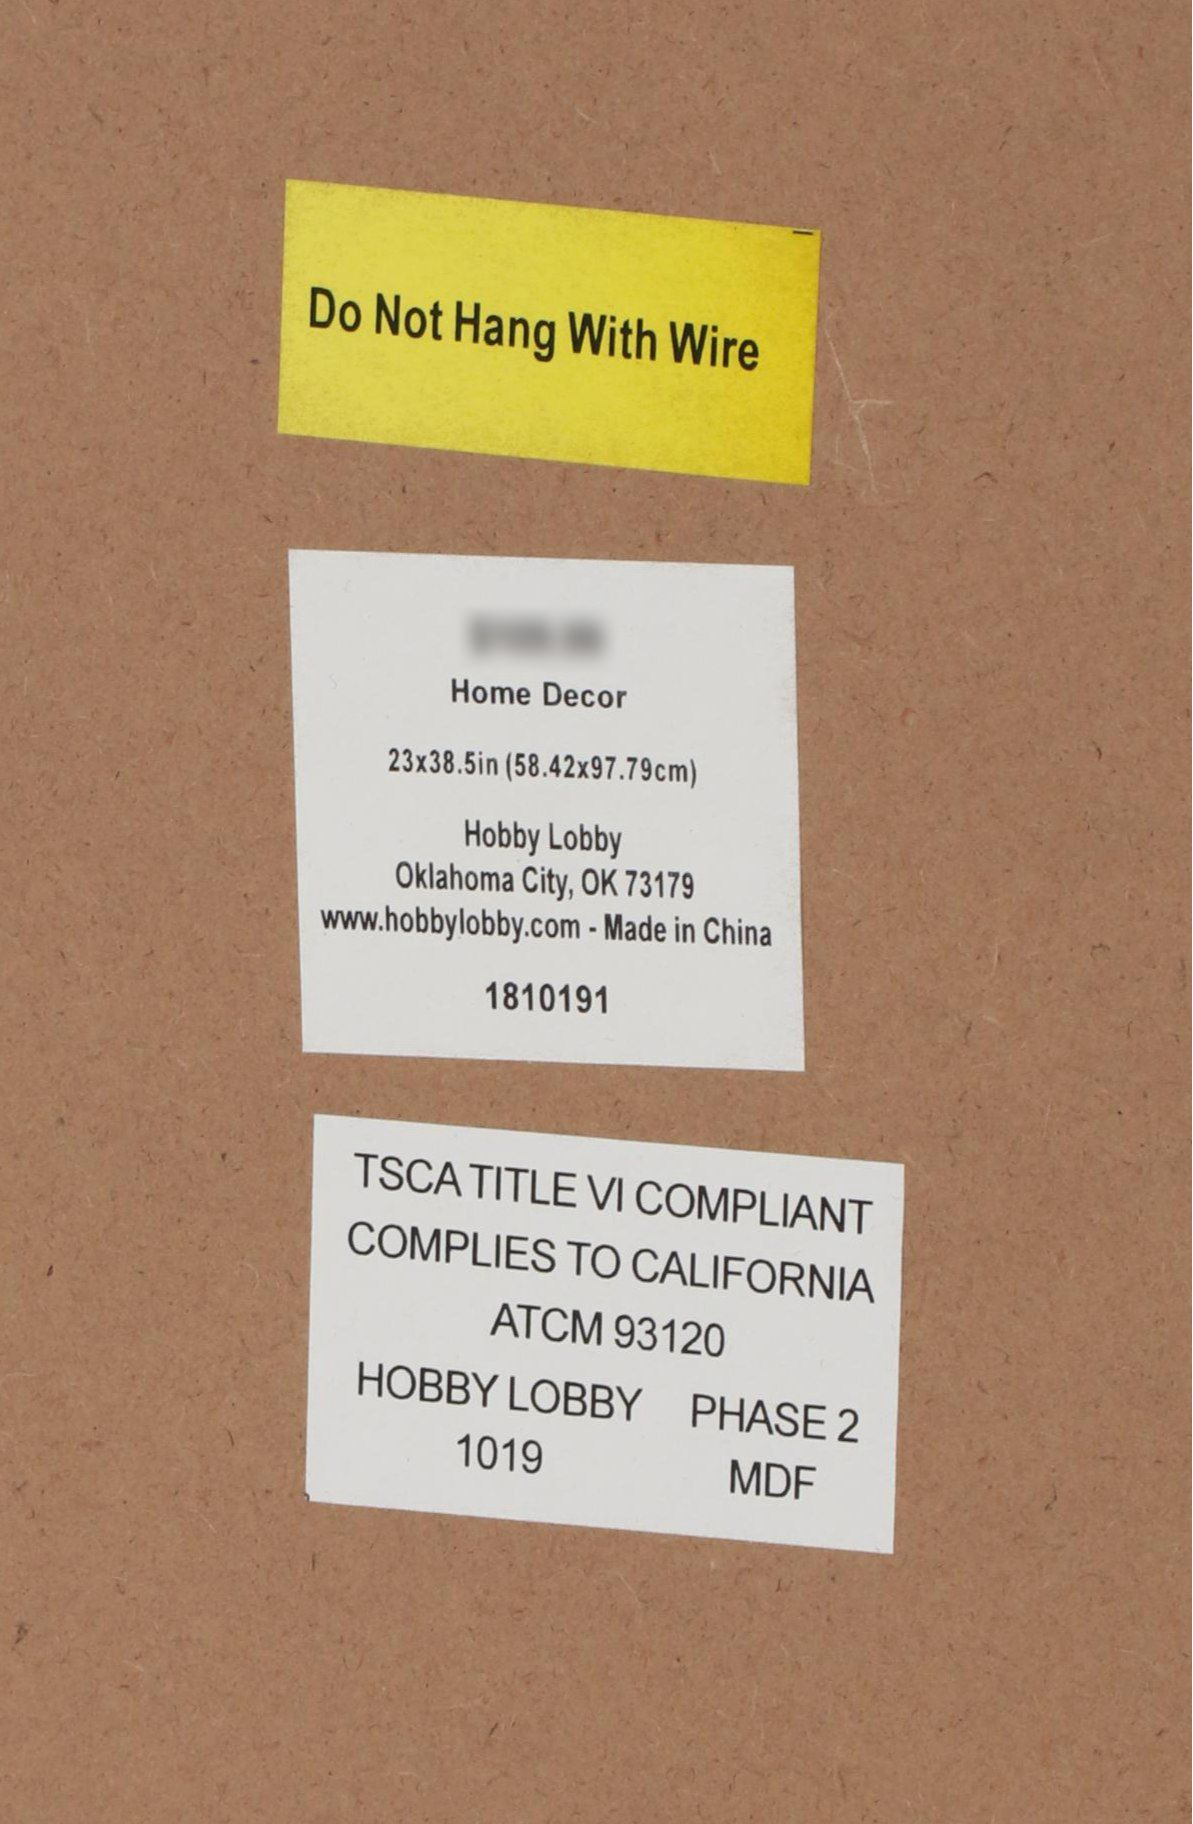 Do Not Hang With Wire
Home Decor
23x38.5in (58.42x97.79cm)
Hobby Lobby
Oklahoma City, OK 73179
www.hobbylobby.com - Made in China
1810191
TSCA TITLE VI COMPLIANT
COMPLIES TO CALIFORNIA
ATCM 93120
HOBBY LOBBY PHASE 2
1019 MDF